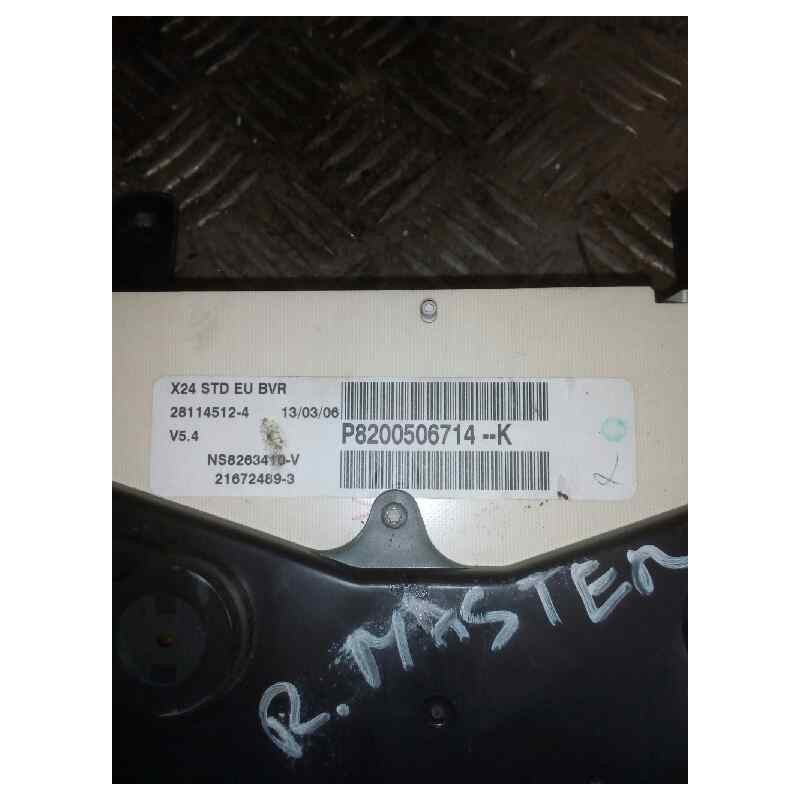 X24 STD EU BVR
28114512-4 13/03/06
V5.4
P8200506714 --K
NS8263410-V
21672489-3
R. MASTER